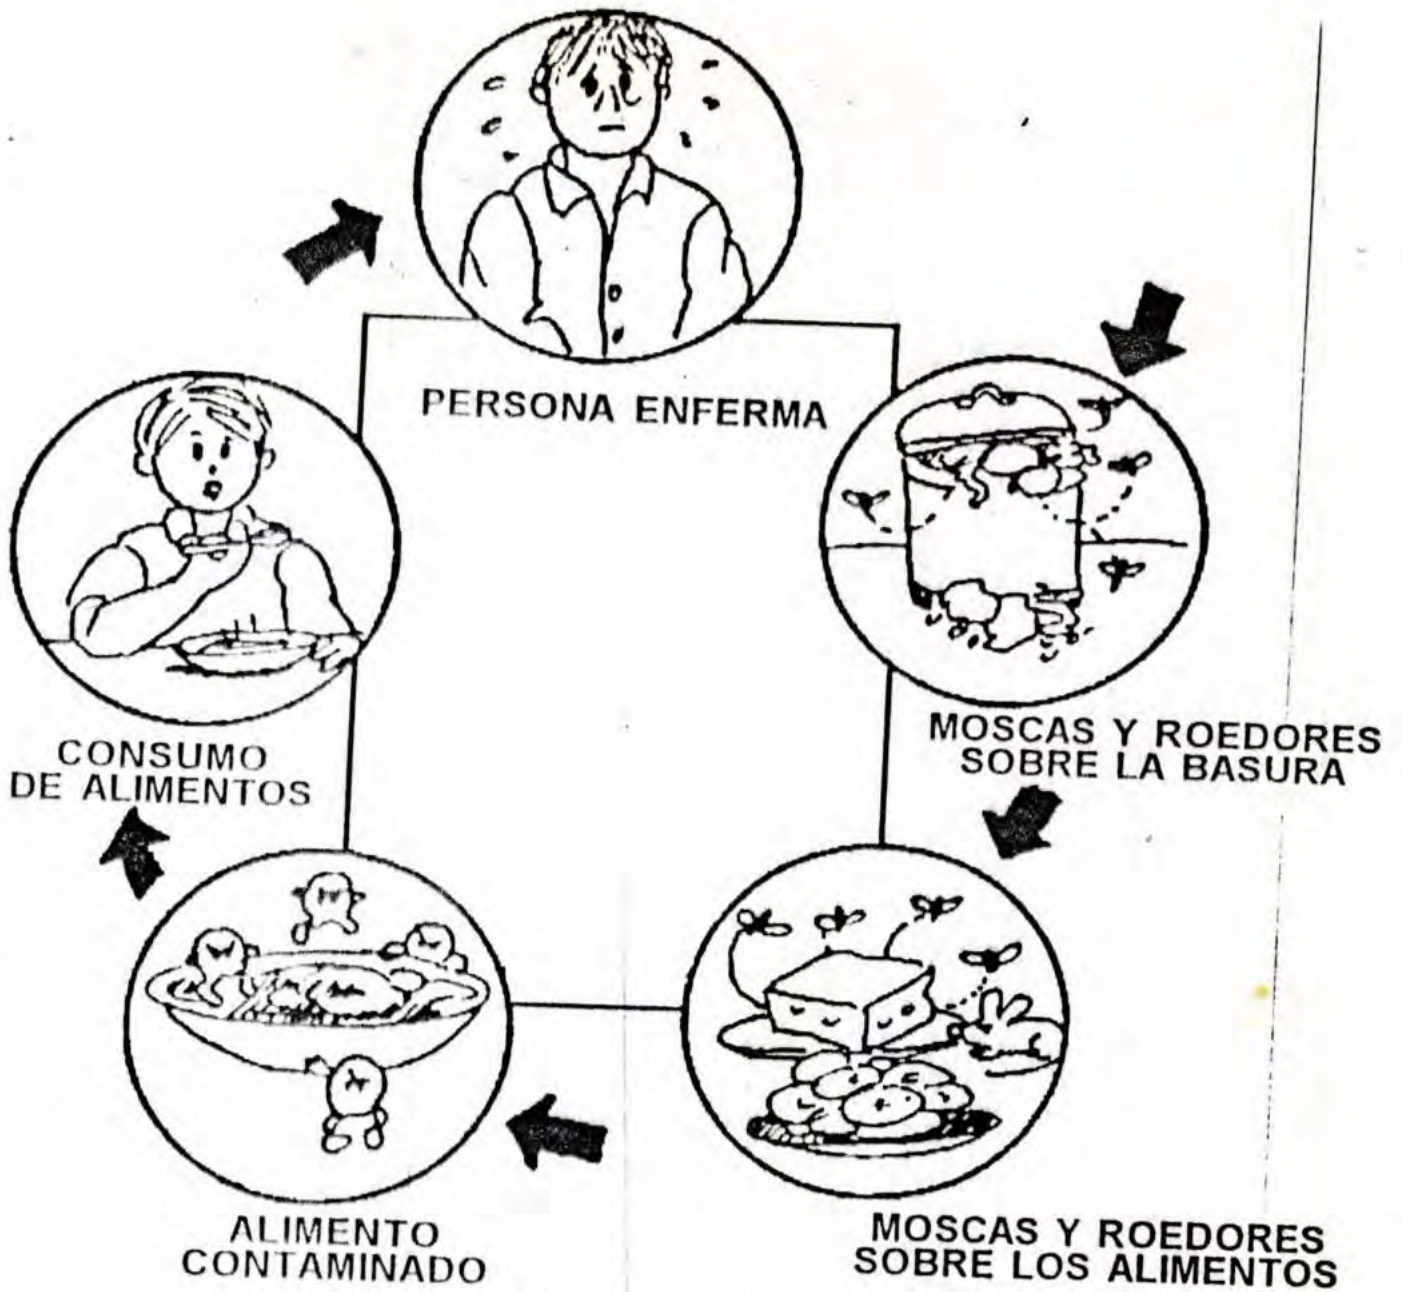 PERSONA ENFERMA
MOSCAS Y ROEDORES
SOBRE LA BASURA
MOSCAS Y ROEDORES
SOBRE LOS ALIMENTOS
ALIMENTO
CONTAMINADO
CONSUMO
DE ALIMENTOS